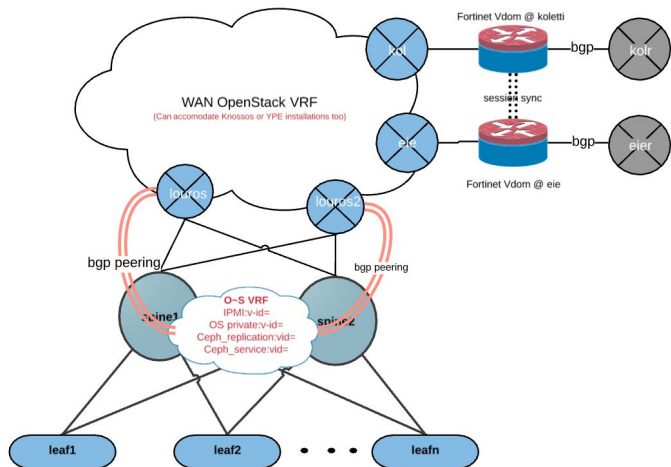 Fortinet Vdom @ koletti
kol
bgp
kolr
WAN OpenStack VRF
(Can accomodate Knossos or YPE installations too)
session sync
eie
bgp
eier
Fortinet Vdom @ eie
louros
louros2
bgp peering
bgp peering
spine1
O~S VRF
IPMI:v-id=
OS private:v-id=
Ceph_replication:vid=
Ceph_service:vid=
spine2
leaf1
leaf2
leafn